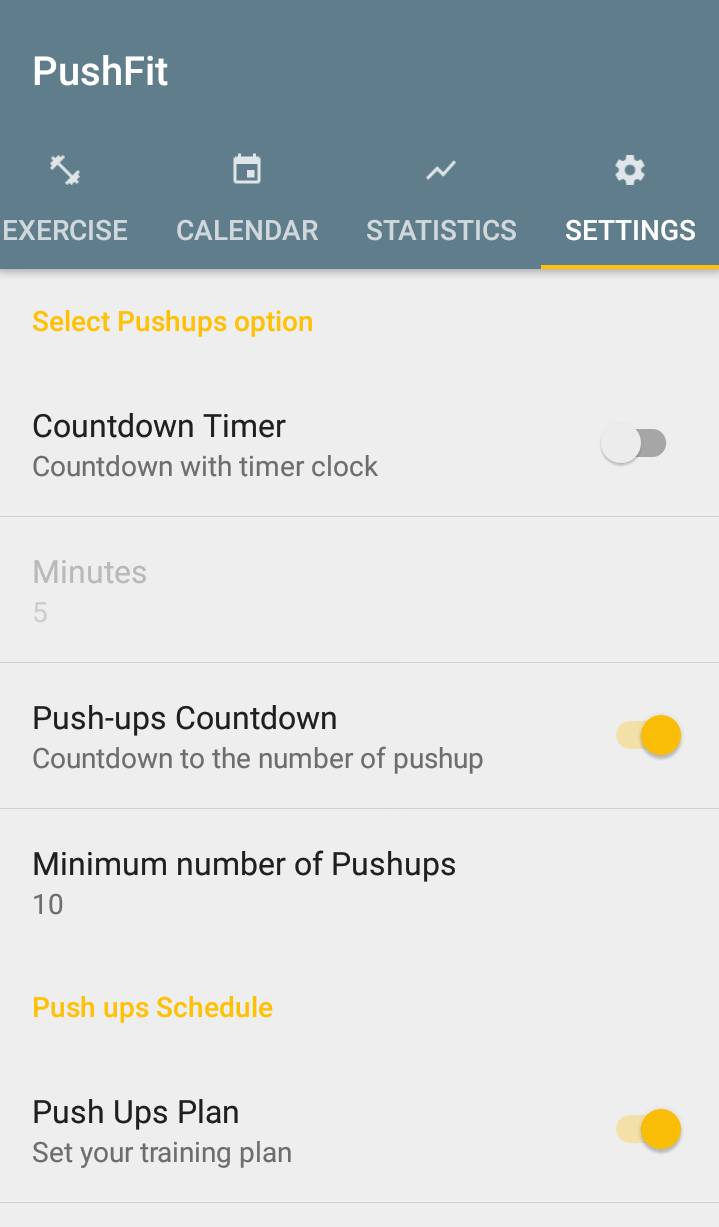 PushFit
EXERCISE CALENDAR STATISTICS SETTINGS
Select Pushups option
Countdown Timer
Countdown with timer clock
Minutes
5
Push-ups Countdown
Countdown to the number of pushup
Minimum number of Pushups
10
Push ups Schedule
Push Ups Plan
Set your training plan